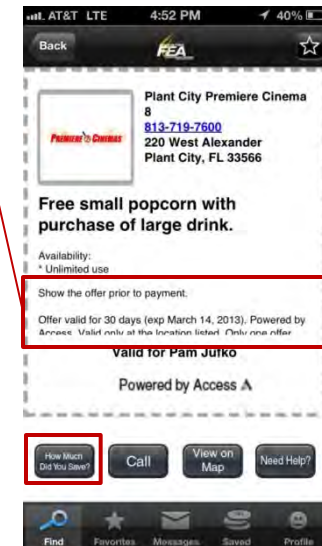 AT&T LTE 4:52 PM 40%
Back
FEA
PREMIERE CINEMAS
Plant City Premiere Cinema
8
813-719-7600
220 West Alexander
Plant City, FL 33566
Free small popcorn with
purchase of large drink.
Availability:
* Unlimited use
Show the offer prior to payment.
Offer valid for 30 days (exp March 14, 2013). Powered by
Access. Valid only at the location listed. Only one offer
Valid for Pam Jufko
Powered by Access
How Much
Did You Save?
Call
View on
Map
Need Help?
Find Favorites Messages Saved Profile